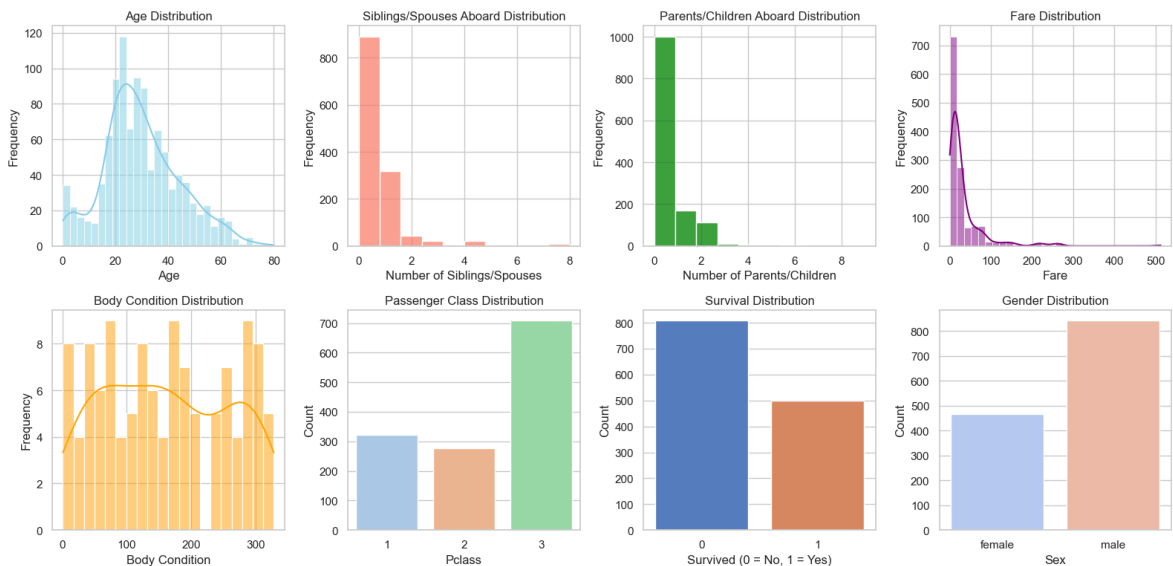 Age Distribution
Siblings/Spouses Aboard Distribution
Parents/Children Aboard Distribution
Fare Distribution
120
100
80
60
40
20
0
Frequency
0 20 40 60 80
Age
800
600
400
200
0
Frequency
0 2 4 6 8
Number of Siblings/Spouses
1000
800
600
400
200
0
Frequency
0 2 4 6 8
Number of Parents/Children
700
600
500
400
300
200
100
0
Frequency
0 100 200 300 400 500
Fare
Body Condition Distribution
Passenger Class Distribution
Survival Distribution
Gender Distribution
8
6
4
2
0
Frequency
0 100 200 300
Body Condition
700
600
500
400
300
200
100
0
Count
1 2 3
Pclass
800
700
600
500
400
300
200
100
0
Count
0 1
Survived (0 = No, 1 = Yes)
800
700
600
500
400
300
200
100
0
Count
female male
Sex